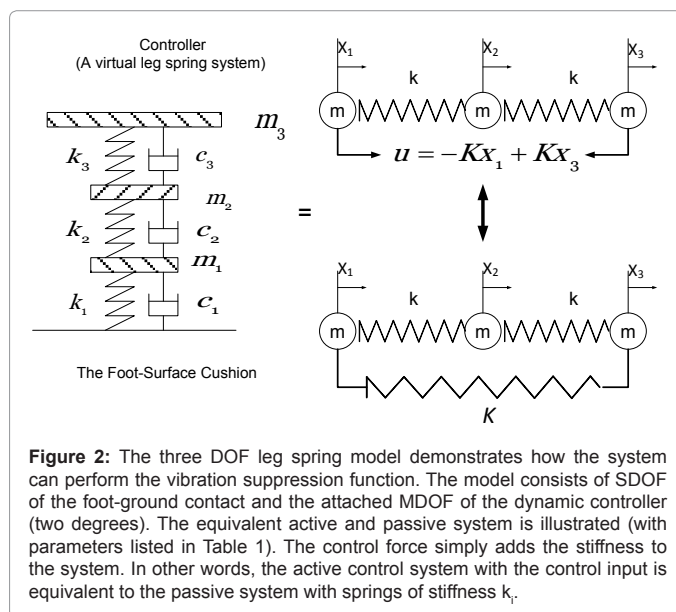 Controller
(A virtual leg spring system)
m₃
k₃
c₃
m₂
k₂
c₂
m₁
k₁
c₁
The Foot-Surface Cushion
=
X₁ X₂ X₃
k k
m m m
u = −Kx₁ + Kx₃
X₁ X₂ X₃
k k
m m m
K
Figure 2: The three DOF leg spring model demonstrates how the system
can perform the vibration suppression function. The model consists of SDOF
of the foot-ground contact and the attached MDOF of the dynamic controller
(two degrees). The equivalent active and passive system is illustrated (with
parameters listed in Table 1). The control force simply adds the stiffness to
the system. In other words, the active control system with the control input is
equivalent to the passive system with springs of stiffness kᵢ.